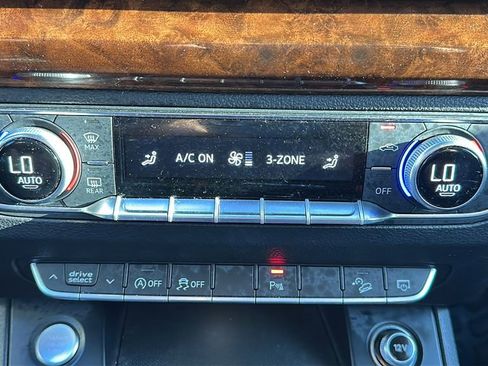 MAX
LO
AUTO
REAR
A/C ON
3-ZONE
LO
AUTO
OFF
drive
select
OFF
OFF
P
12V